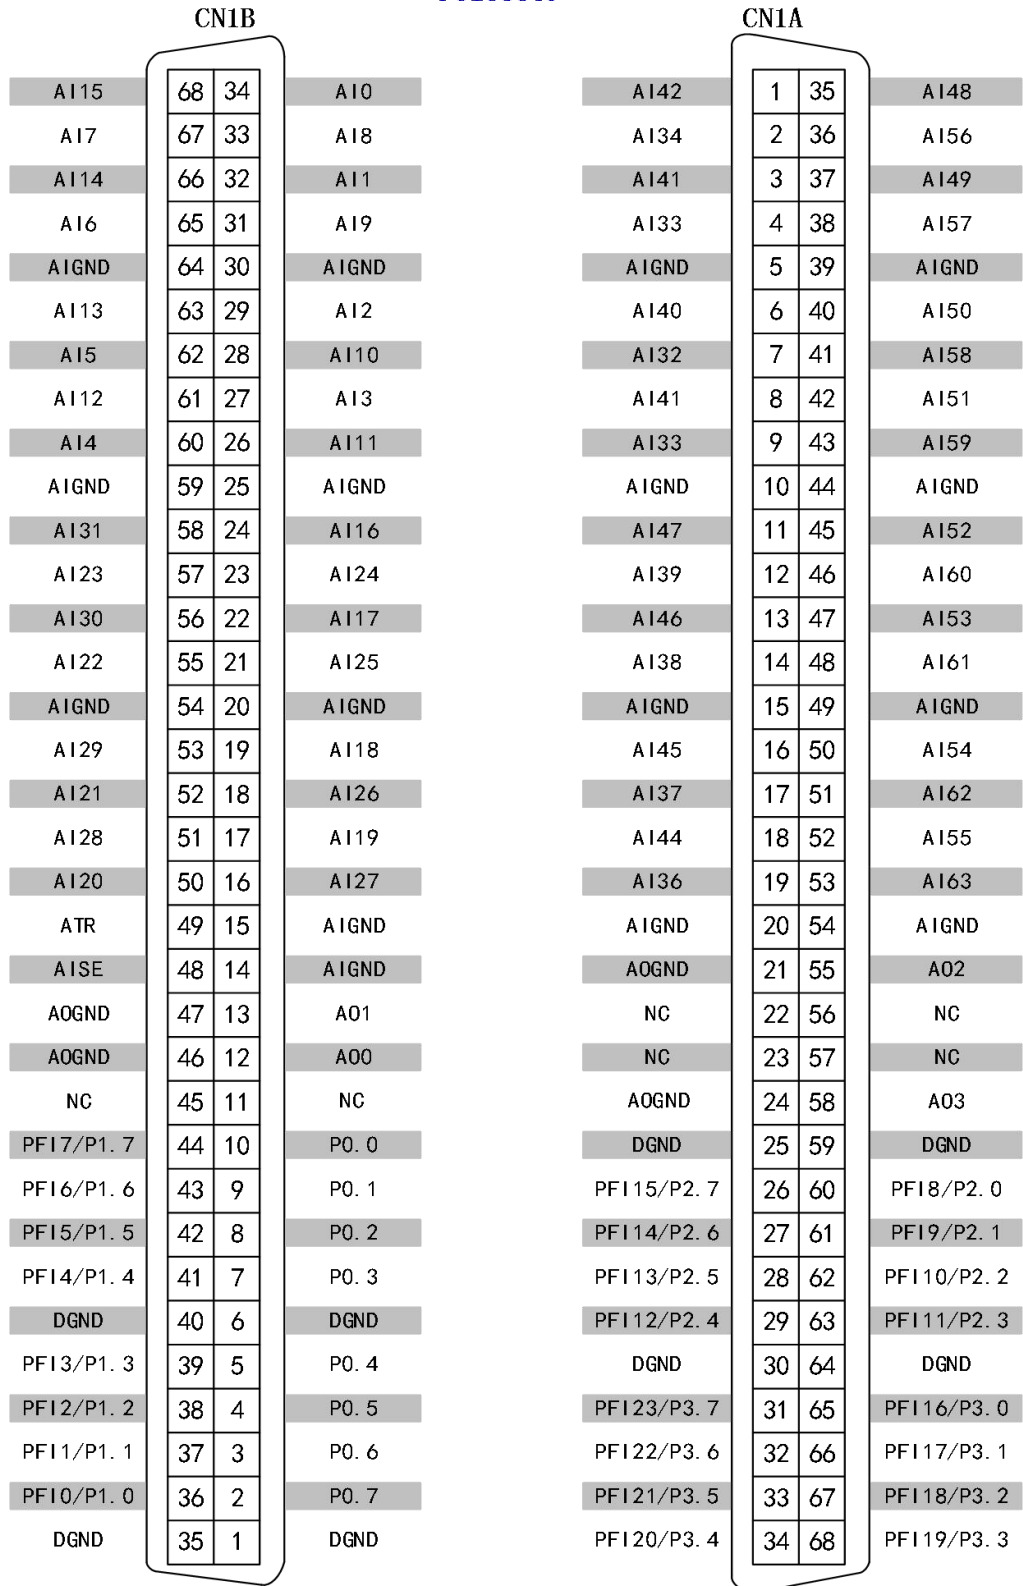 CN1B CN1A
AI15 68 34 AI0 AI42 1 35 AI48
AI7 67 33 AI8 AI34 2 36 AI56
AI14 66 32 AI1 AI41 3 37 AI49
AI6 65 31 AI9 AI33 4 38 AI57
AIGND 64 30 AIGND AIGND 5 39 AIGND
AI13 63 29 AI2 AI40 6 40 AI50
AI5 62 28 AI10 AI32 7 41 AI58
AI12 61 27 AI3 AI41 8 42 AI51
AI4 60 26 AI11 AI33 9 43 AI59
AIGND 59 25 AIGND AIGND 10 44 AIGND
AI31 58 24 AI16 AI47 11 45 AI52
AI23 57 23 AI24 AI39 12 46 AI60
AI30 56 22 AI17 AI46 13 47 AI53
AI22 55 21 AI25 AI38 14 48 AI61
AIGND 54 20 AIGND AIGND 15 49 AIGND
AI29 53 19 AI18 AI45 16 50 AI54
AI21 52 18 AI26 AI37 17 51 AI62
AI28 51 17 AI19 AI44 18 52 AI55
AI20 50 16 AI27 AI36 19 53 AI63
ATR 49 15 AIGND AIGND 20 54 AIGND
AISE 48 14 AIGND AOGND 21 55 AO2
AOGND 47 13 AO1 NC 22 56 NC
AOGND 46 12 AO0 NC 23 57 NC
NC 45 11 NC AOGND 24 58 AO3
PFI7/P1.7 44 10 P0.0 DGND 25 59 DGND
PFI6/P1.6 43 9 P0.1 PFI15/P2.7 26 60 PFI8/P2.0
PFI5/P1.5 42 8 P0.2 PFI14/P2.6 27 61 PFI9/P2.1
PFI4/P1.4 41 7 P0.3 PFI13/P2.5 28 62 PFI10/P2.2
DGND 40 6 DGND PFI12/P2.4 29 63 PFI11/P2.3
PFI3/P1.3 39 5 P0.4 DGND 30 64 DGND
PFI2/P1.2 38 4 P0.5 PFI23/P3.7 31 65 PFI16/P3.0
PFI1/P1.1 37 3 P0.6 PFI22/P3.6 32 66 PFI17/P3.1
PFI0/P1.0 36 2 P0.7 PFI21/P3.5 33 67 PFI18/P3.2
DGND 35 1 DGND PFI20/P3.4 34 68 PFI19/P3.3